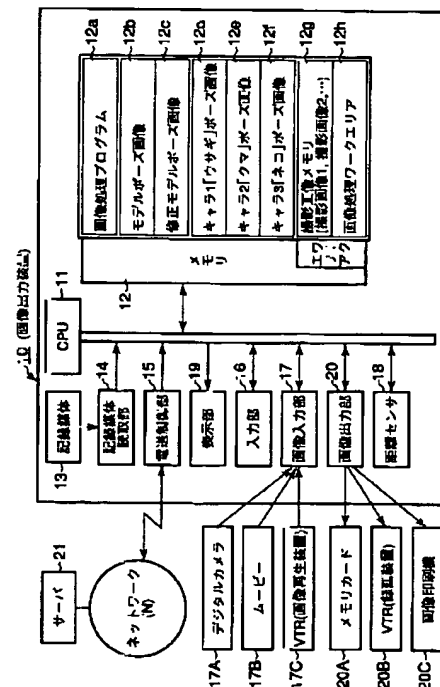 10 (画像出力装置)
CPU
11
12
メモリ
ワークエリア
画像処理プログラム
12a
モデルポーズ画像
12b
修正モデルポーズ画像
12c
キャラ1「ウサギ」ポーズ画像
12d
キャラ2「クマ」ポーズ画像
12e
キャラ3「ネコ」ポーズ画像
12f
撮影画像メモリ
(撮影画像1, 撮影画像2,…)
12g
画像処理ワークエリア
12h
記録媒体
13
記録媒体
読取部
14
電送制御部
15
表示部
19
入力部
16
画像入力部
17
画像出力部
20
距離センサ
18
サーバ
21
ネットワーク
(N)
デジタルカメラ
17A
ムービー
17B
VTR(画像再生装置)
17C
メモリカード
20A
VTR(録画装置)
20B
画像印刷機
20C